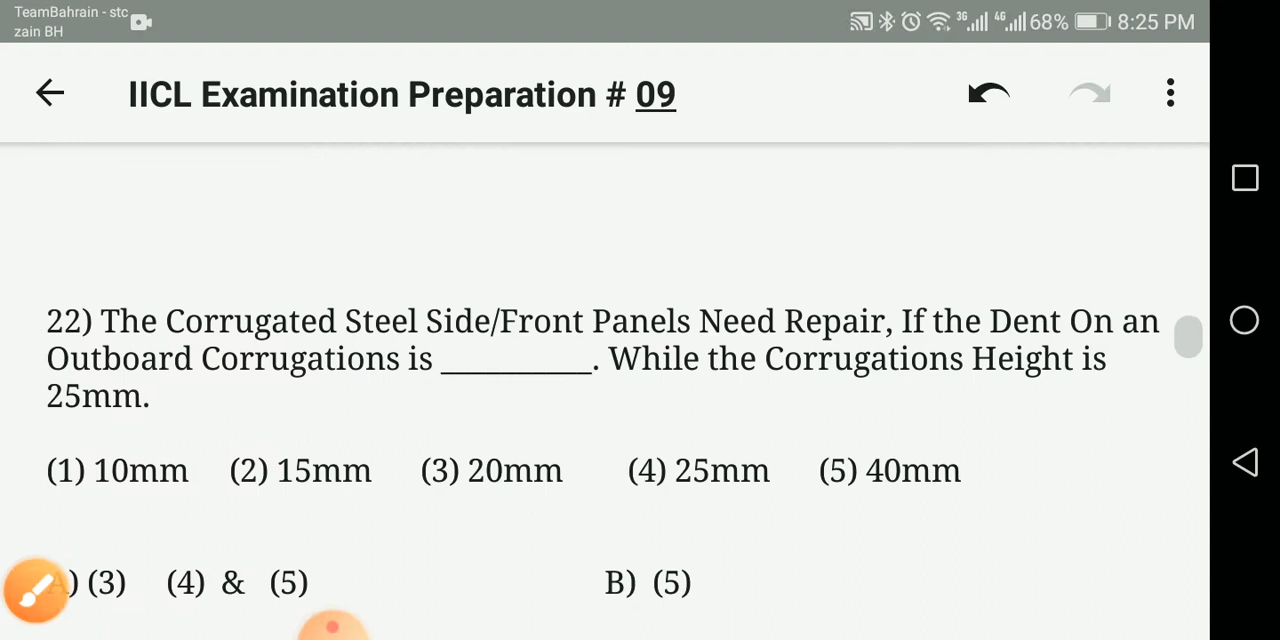 TeamBahrain - stc
zain BH
3G 4G 68% 8:25 PM
IICL Examination Preparation # 09
22) The Corrugated Steel Side/Front Panels Need Repair, If the Dent On an
Outboard Corrugations is __________. While the Corrugations Height is
25mm.
(1) 10mm (2) 15mm (3) 20mm (4) 25mm (5) 40mm
A) (3) (4) & (5) B) (5)